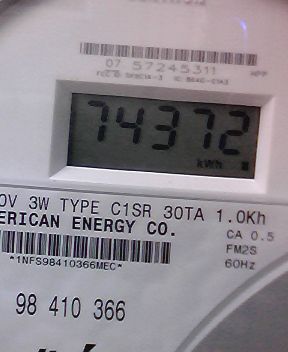 07 57245311
74372
kWh
0V 3W TYPE C1SR 30TA 1.0Kh
ERICAN ENERGY CO.
CA 0.5
FM2S
*1NFS98410366MEC*
60Hz
98 410 366